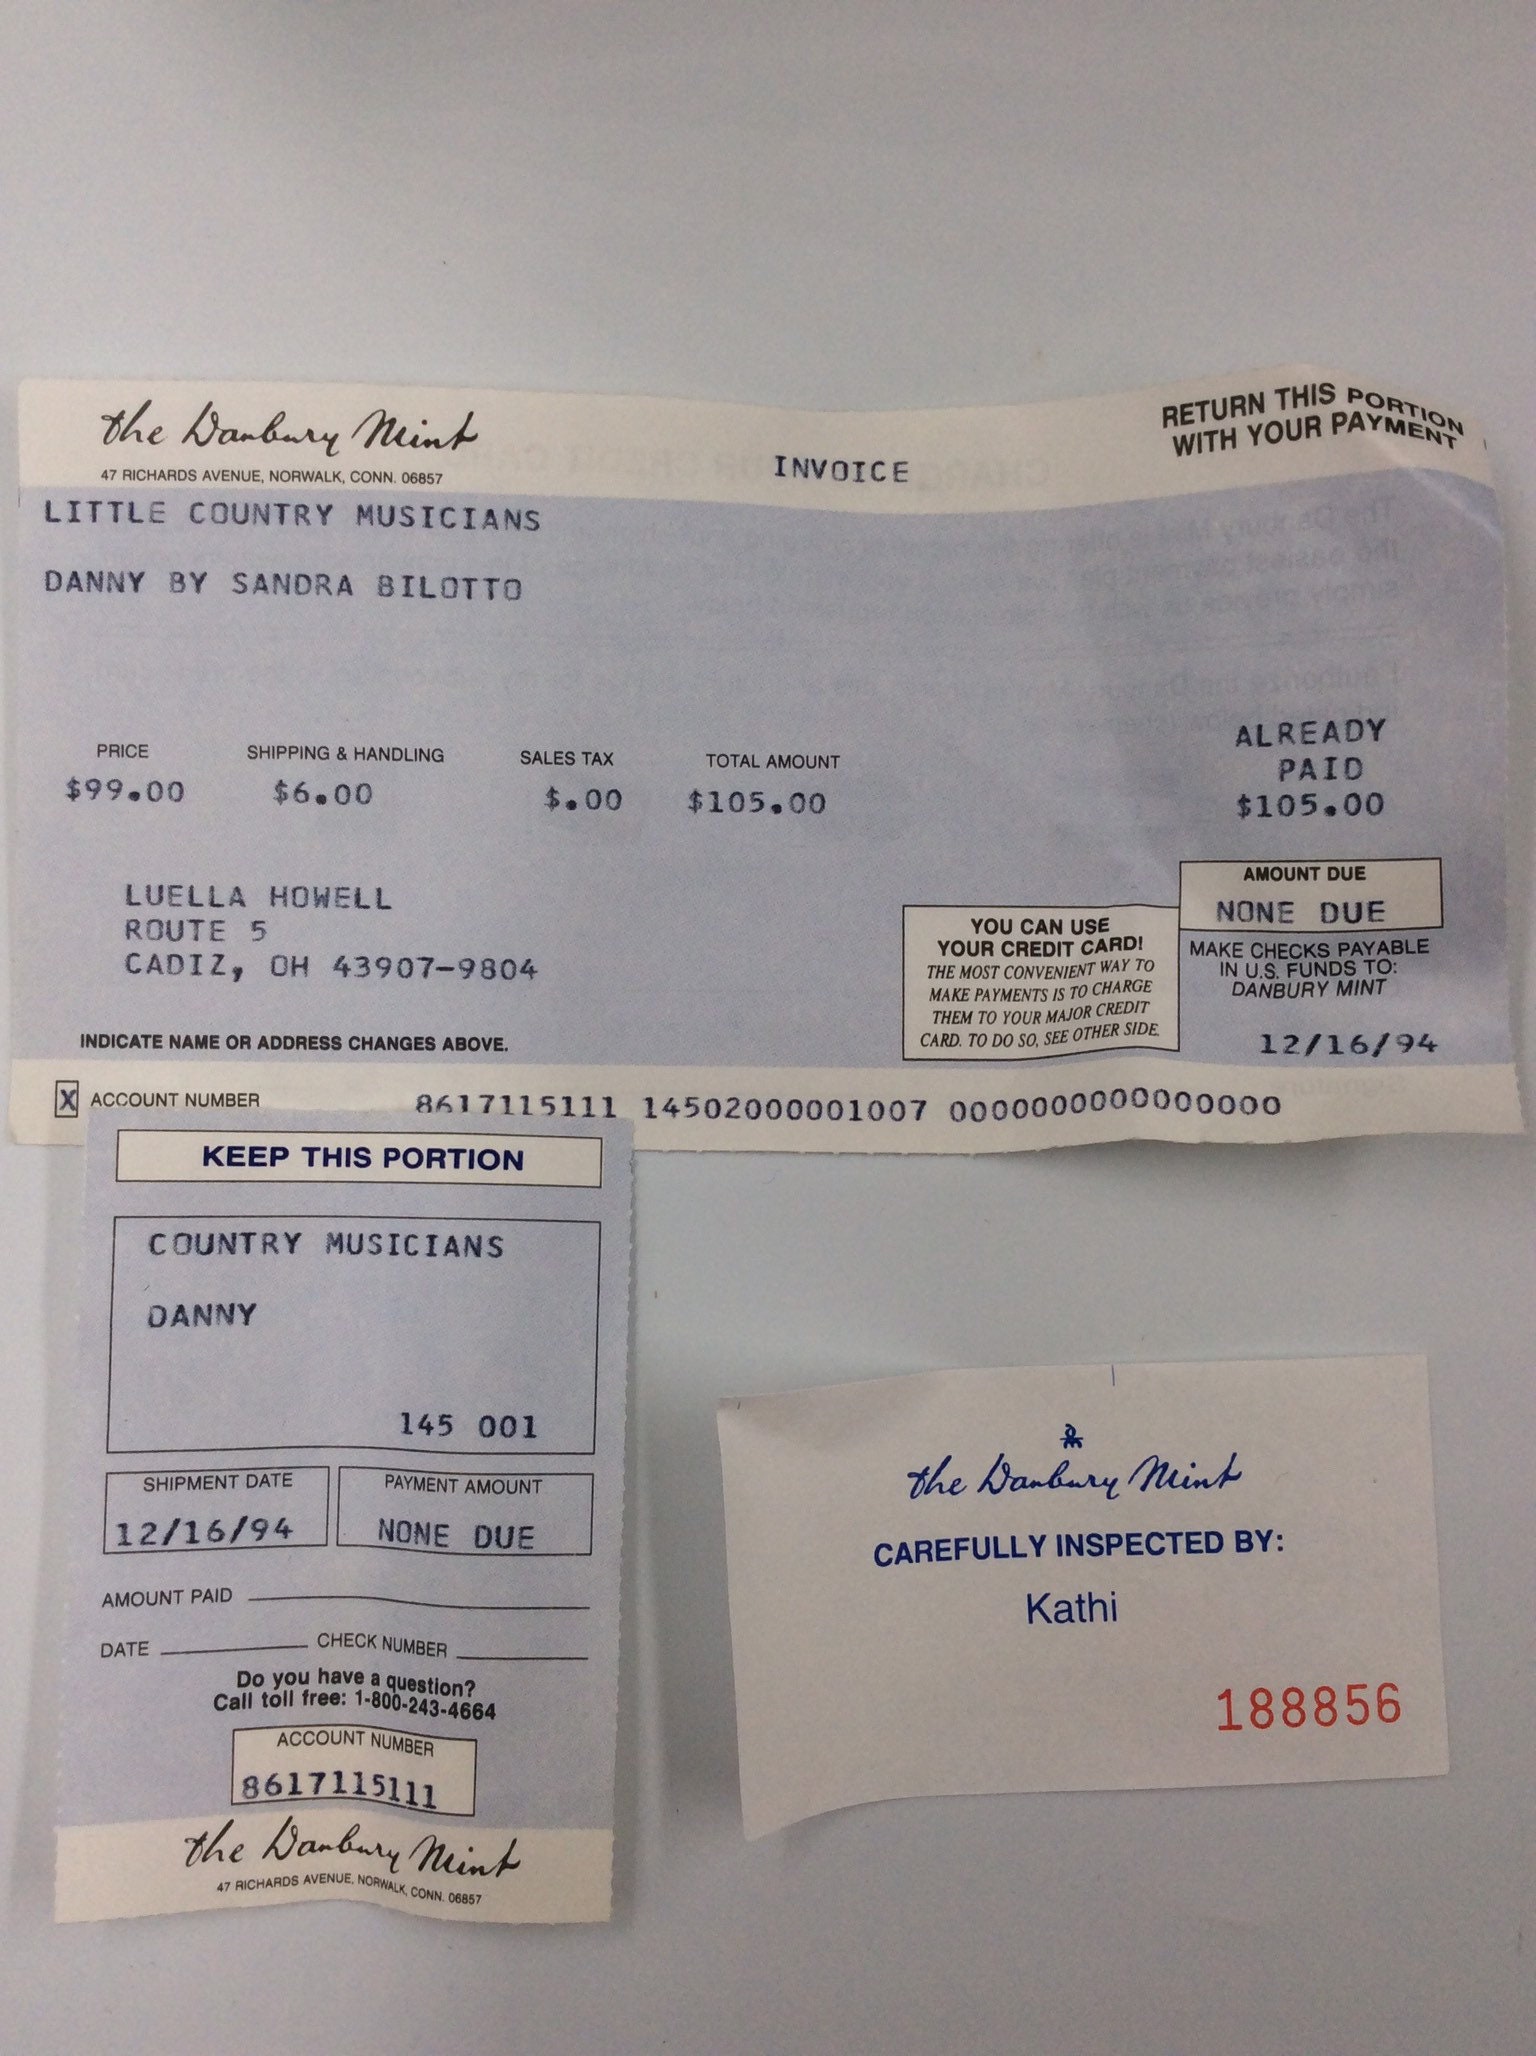 the Danbury Mint
47 RICHARDS AVENUE, NORWALK, CONN. 06857
INVOICE
RETURN THIS PORTION
WITH YOUR PAYMENT
LITTLE COUNTRY MUSICIANS
DANNY BY SANDRA BILOTTO
PRICE SHIPPING & HANDLING SALES TAX TOTAL AMOUNT
$99.00 $6.00 $.00 $105.00
ALREADY
PAID
$105.00
LUELLA HOWELL
ROUTE 5
CADIZ, OH 43907-9804
INDICATE NAME OR ADDRESS CHANGES ABOVE.
YOU CAN USE
YOUR CREDIT CARD!
THE MOST CONVENIENT WAY TO
MAKE PAYMENTS IS TO CHARGE
THEM TO YOUR MAJOR CREDIT
CARD. TO DO SO, SEE OTHER SIDE.
AMOUNT DUE
NONE DUE
MAKE CHECKS PAYABLE
IN U.S. FUNDS TO:
DANBURY MINT
12/16/94
X ACCOUNT NUMBER 8617115111 14502000001007 0000000000000000
KEEP THIS PORTION
COUNTRY MUSICIANS
DANNY
145 001
SHIPMENT DATE PAYMENT AMOUNT
12/16/94 NONE DUE
AMOUNT PAID
DATE CHECK NUMBER
Do you have a question?
Call toll free: 1-800-243-4664
ACCOUNT NUMBER
8617115111
the Danbury Mint
47 RICHARDS AVENUE, NORWALK, CONN. 06857
the Danbury Mint
CAREFULLY INSPECTED BY:
Kathi
188856